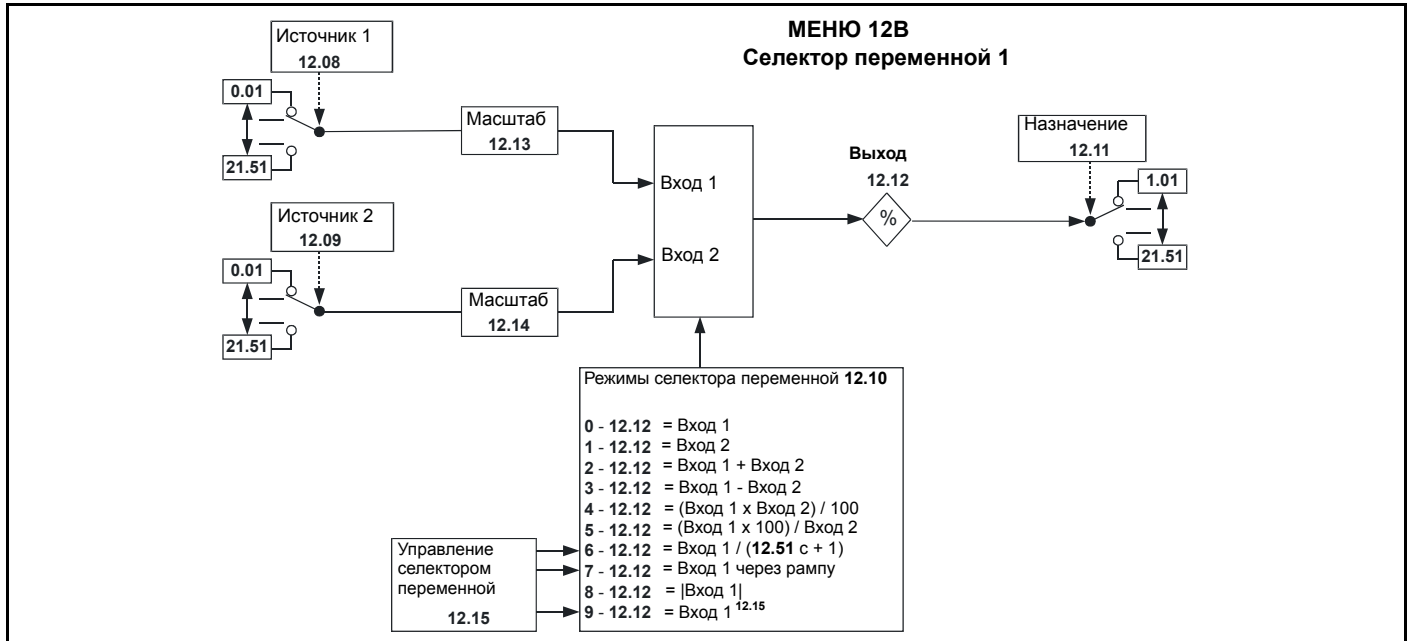 МЕНЮ 12В
Селектор переменной 1
Источник 1
12.08
0.01
21.51
Масштаб
12.13
Источник 2
12.09
0.01
21.51
Масштаб
12.14
Вход 1
Вход 2
Выход
12.12
%
Назначение
12.11
1.01
21.51
Режимы селектора переменной 12.10
0 - 12.12 = Вход 1
1 - 12.12 = Вход 2
2 - 12.12 = Вход 1 + Вход 2
3 - 12.12 = Вход 1 - Вход 2
4 - 12.12 = (Вход 1 x Вход 2) / 100
5 - 12.12 = (Вход 1 x 100) / Вход 2
6 - 12.12 = Вход 1 / (12.51 с + 1)
7 - 12.12 = Вход 1 через рампу
8 - 12.12 = |Вход 1|
9 - 12.12 = Вход 1 12.15
Управление
селектором
переменной
12.15